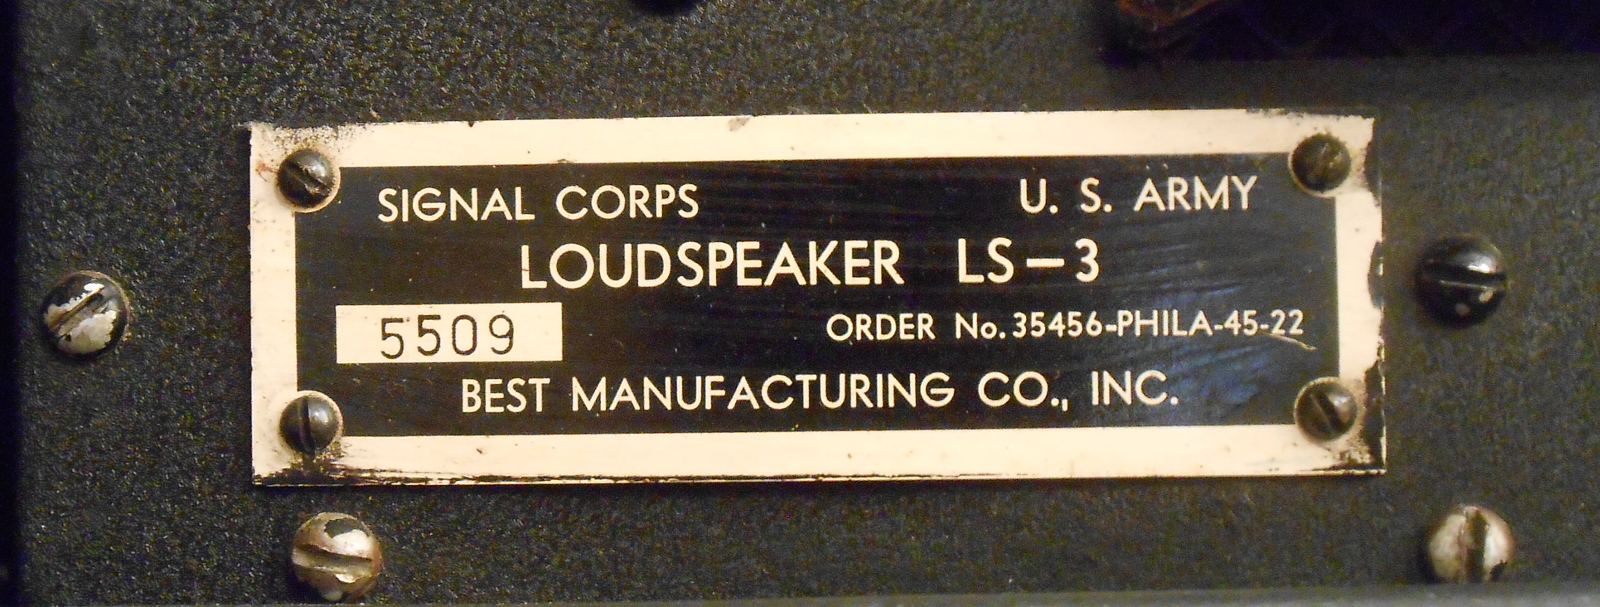 SIGNAL CORPS U. S. ARMY
LOUDSPEAKER LS-3
5509 ORDER No. 35456-PHILA-45-22
BEST MANUFACTURING CO., INC.